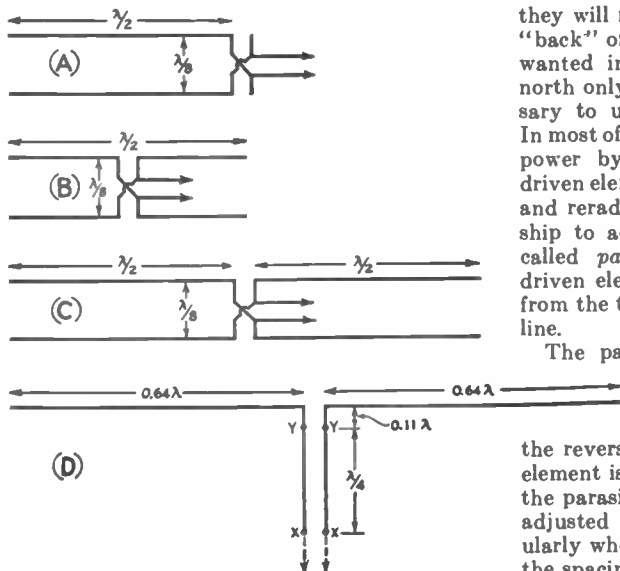 λ/2
(A)
λ/8
λ/2
(B)
λ/8
λ/2
λ/2
(C)
λ/8
0.64λ
0.64λ
Y
Y
0.11λ
(D)
λ/4
X
X
they will
"back" of
wanted in
north only
sary to u
In most of
power by
driven ele
and rerad
ship to a
called pa
driven ele
from the t
line.
The pa
the revers
element is
the parasi
adjusted
ularly wh
the spacin